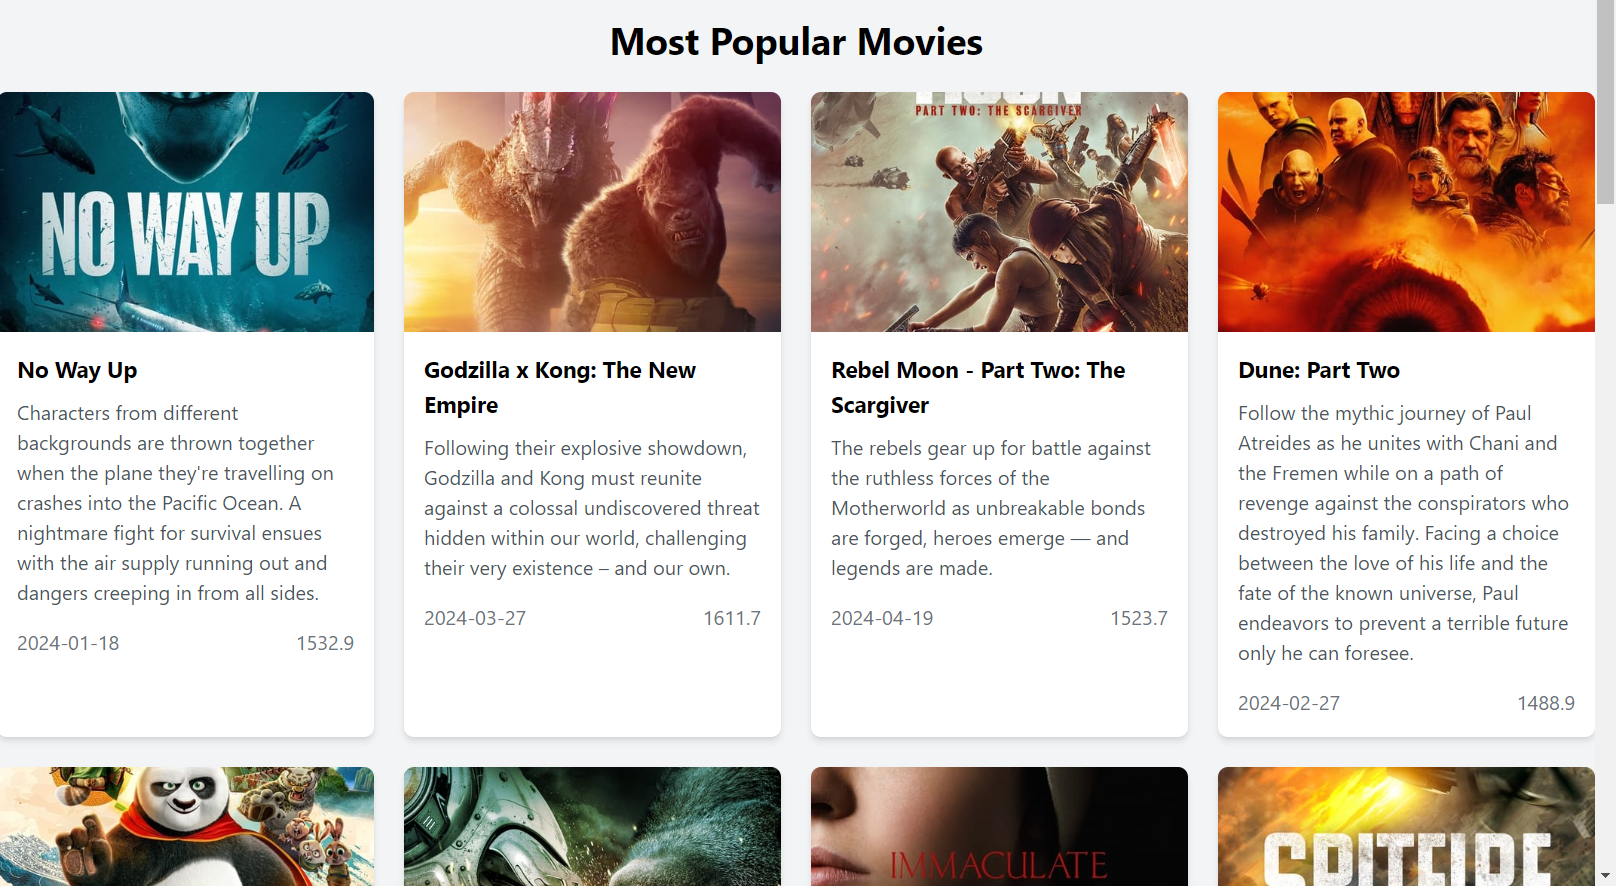 Most Popular Movies
NO WAY UP
PART TWO: THE SCARGIVER
No Way Up
Characters from different
backgrounds are thrown together
when the plane they're travelling on
crashes into the Pacific Ocean. A
nightmare fight for survival ensues
with the air supply running out and
dangers creeping in from all sides.
2024-01-18 1532.9
Godzilla x Kong: The New
Empire
Following their explosive showdown,
Godzilla and Kong must reunite
against a colossal undiscovered threat
hidden within our world, challenging
their very existence – and our own.
2024-03-27 1611.7
Rebel Moon - Part Two: The
Scargiver
The rebels gear up for battle against
the ruthless forces of the
Motherworld as unbreakable bonds
are forged, heroes emerge — and
legends are made.
2024-04-19 1523.7
Dune: Part Two
Follow the mythic journey of Paul
Atreides as he unites with Chani and
the Fremen while on a path of
revenge against the conspirators who
destroyed his family. Facing a choice
between the love of his life and the
fate of the known universe, Paul
endeavors to prevent a terrible future
only he can foresee.
2024-02-27 1488.9
IMMACULATE
SPITFIRE